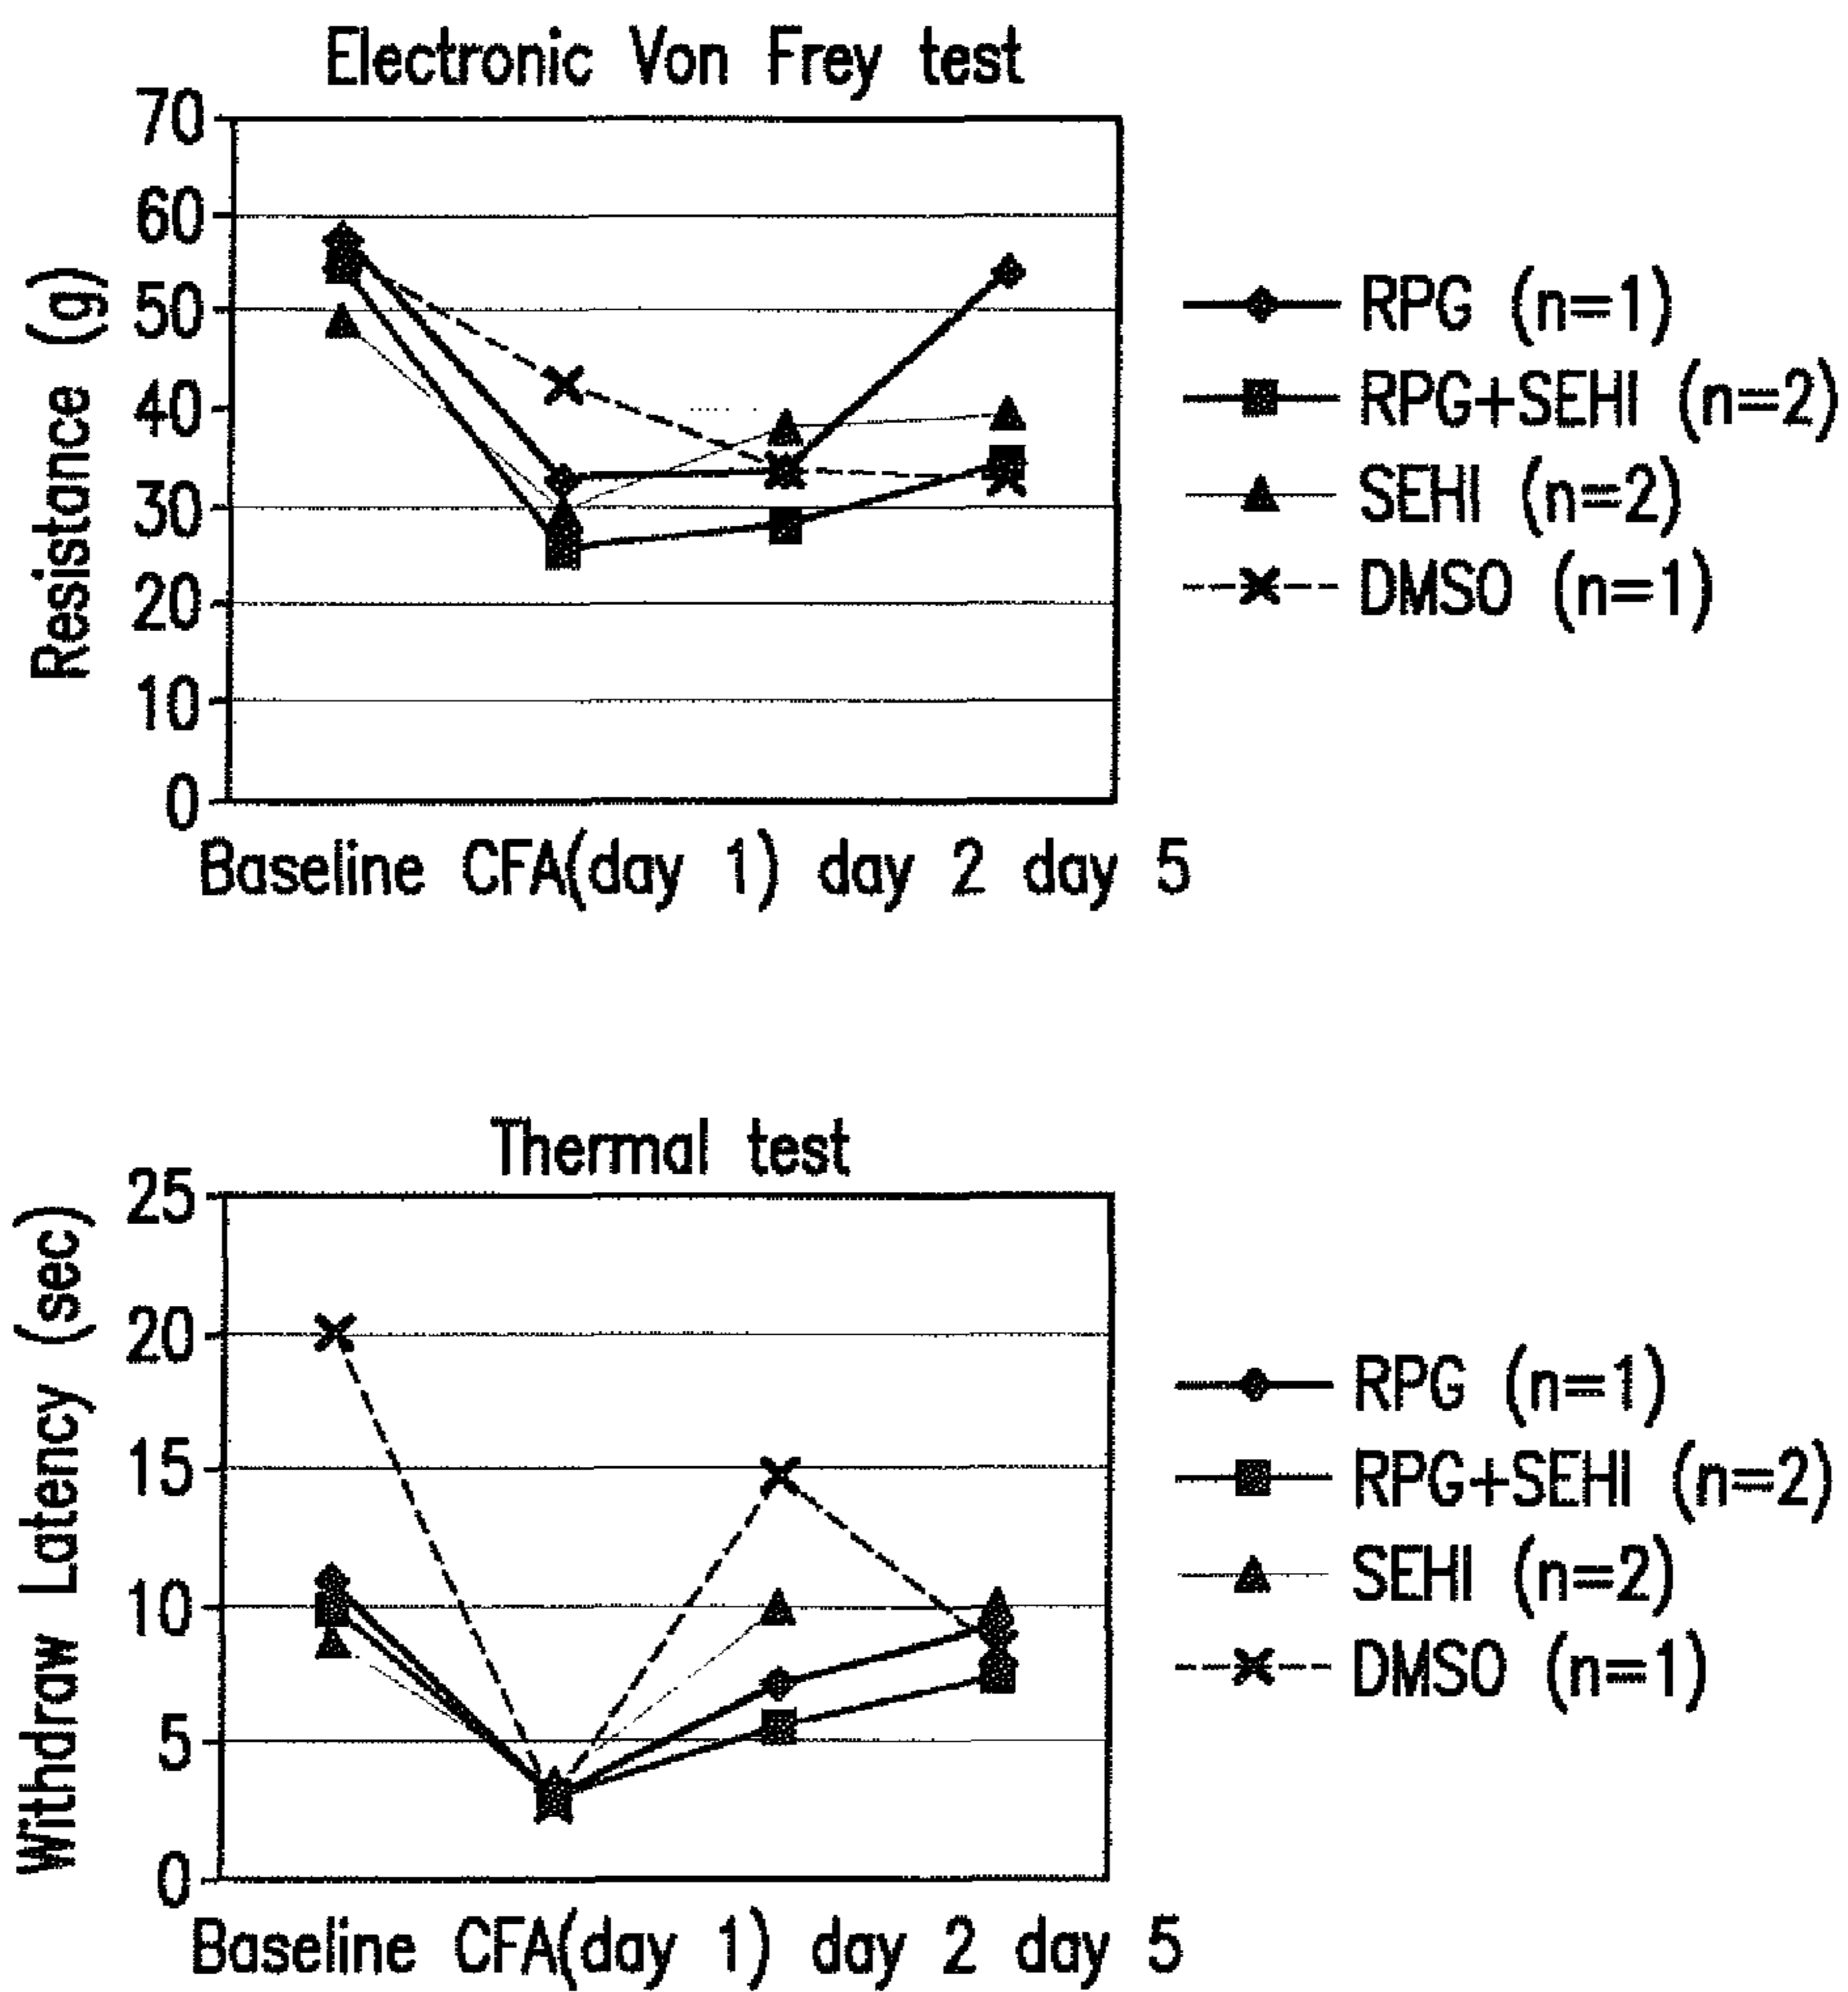 Electronic Von Frey test
Resistance (g)
70
60
50
40
30
20
10
0
Baseline CFA(day 1) day 2 day 5
RPG (n=1)
RPG+SEHI (n=2)
SEHI (n=2)
DMSO (n=1)
Thermal test
Withdraw Latency (sec)
25
20
15
10
5
0
Baseline CFA(day 1) day 2 day 5
RPG (n=1)
RPG+SEHI (n=2)
SEHI (n=2)
DMSO (n=1)